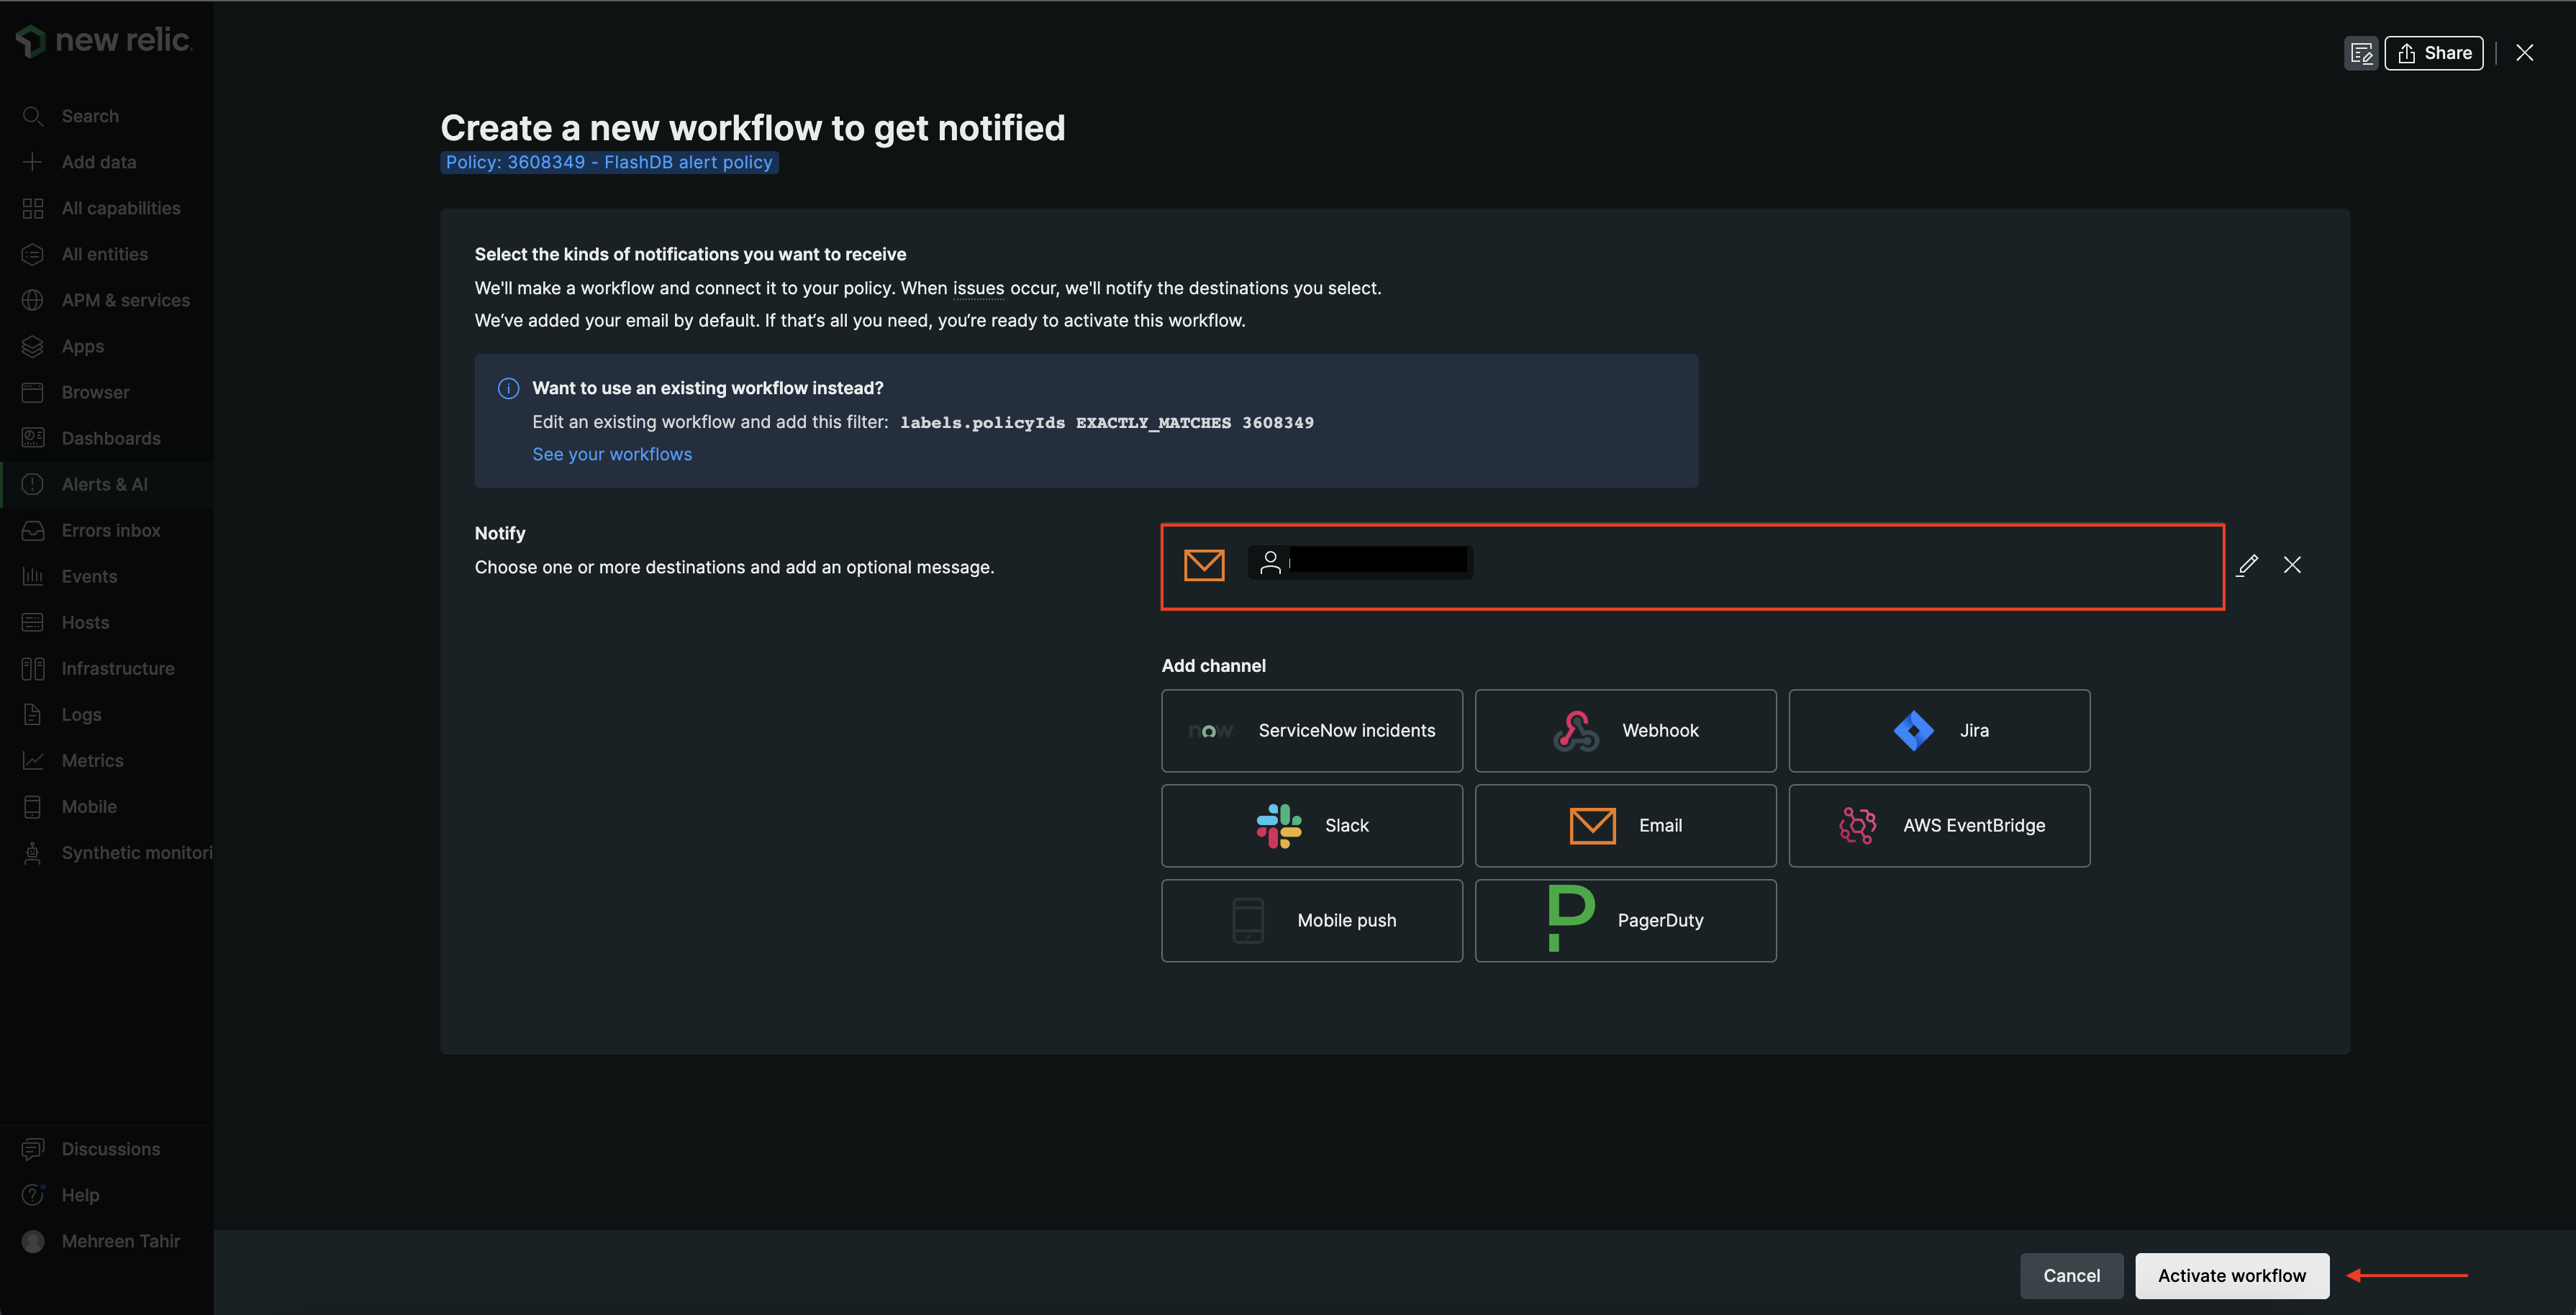 new relic.
Search
Add data
All capabilities
All entities
APM & services
Apps
Browser
Dashboards
Alerts & AI
Errors inbox
Events
Hosts
Infrastructure
Logs
Metrics
Mobile
Synthetic monitori
Discussions
Help
Mehreen Tahir
Share
Create a new workflow to get notified
Policy: 3608349 - FlashDB alert policy
Select the kinds of notifications you want to receive
We'll make a workflow and connect it to your policy. When issues occur, we'll notify the destinations you select.
We've added your email by default. If that's all you need, you're ready to activate this workflow.
Want to use an existing workflow instead?
Edit an existing workflow and add this filter: labels.policyIds EXACTLY_MATCHES 3608349
See your workflows
Notify
Choose one or more destinations and add an optional message.
Add channel
now. ServiceNow incidents
Webhook
Jira
Slack
Email
AWS EventBridge
Mobile push
PagerDuty
Cancel
Activate workflow